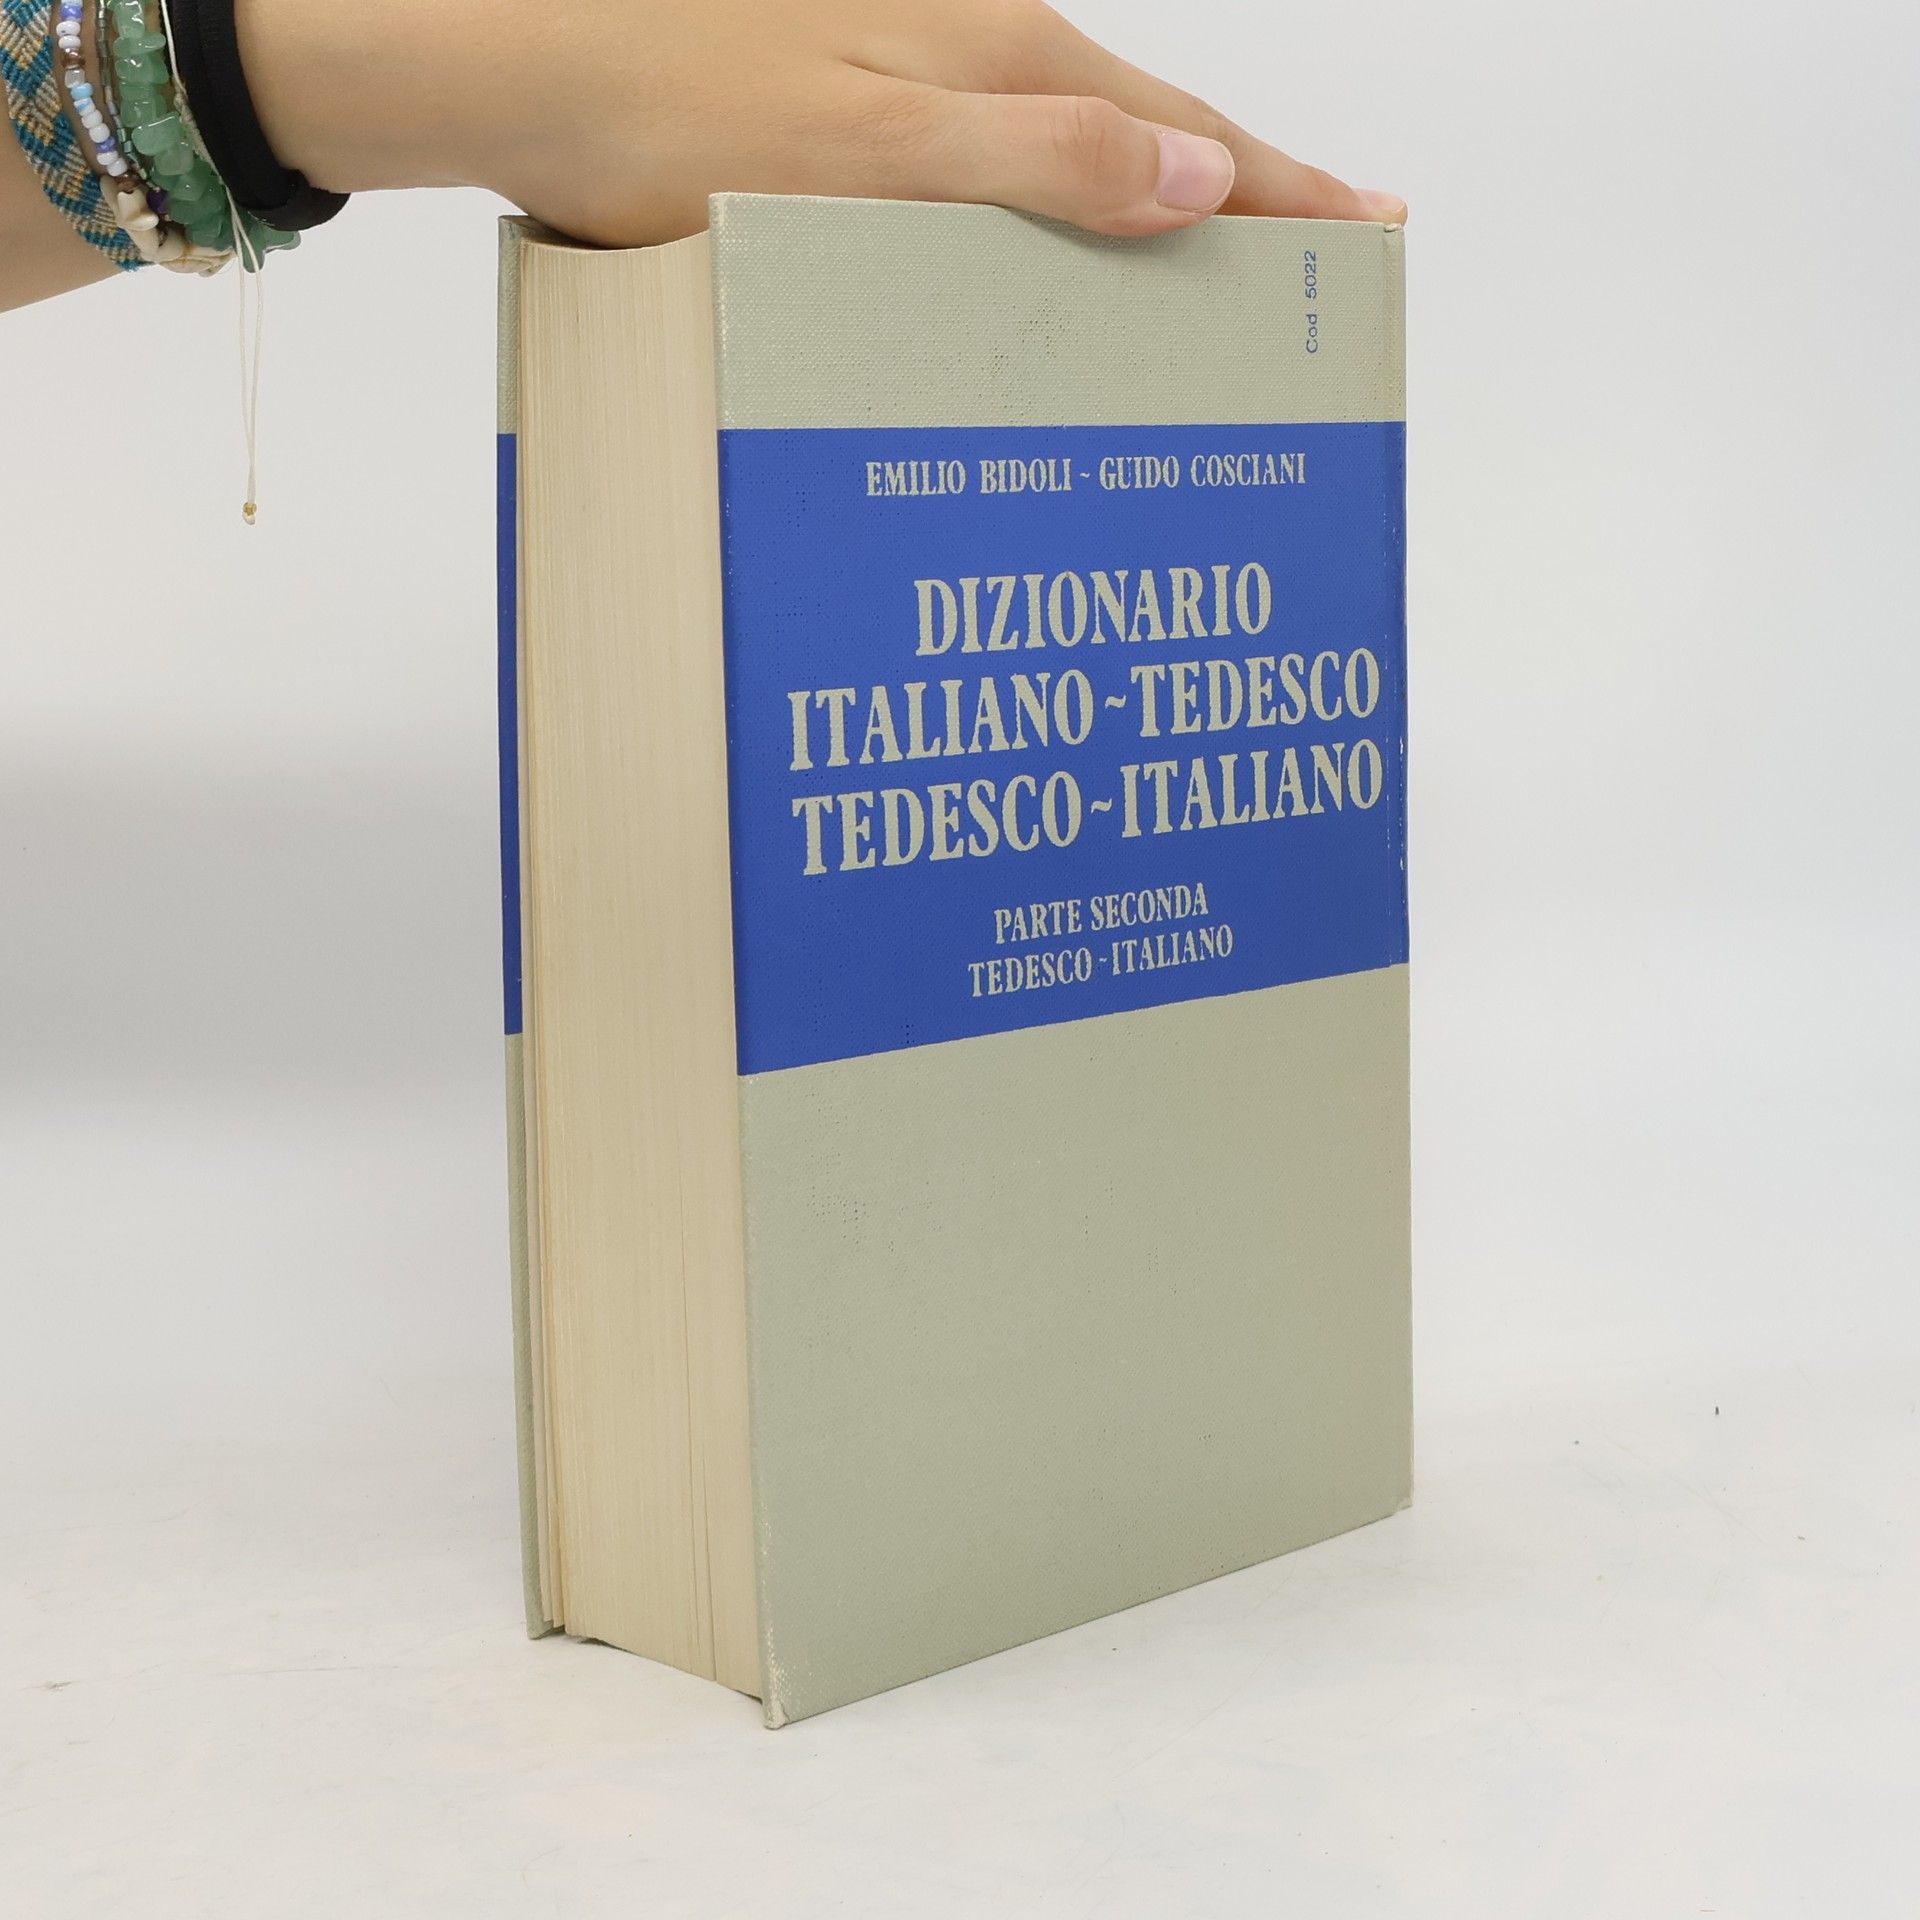 Cod. 5022
EMILIO BIDOLI ~ GUIDO COSCIANI
DIZIONARIO
ITALIANO ~ TEDESCO
TEDESCO ~ ITALIANO
PARTE SECONDA
TEDESCO ~ ITALIANO